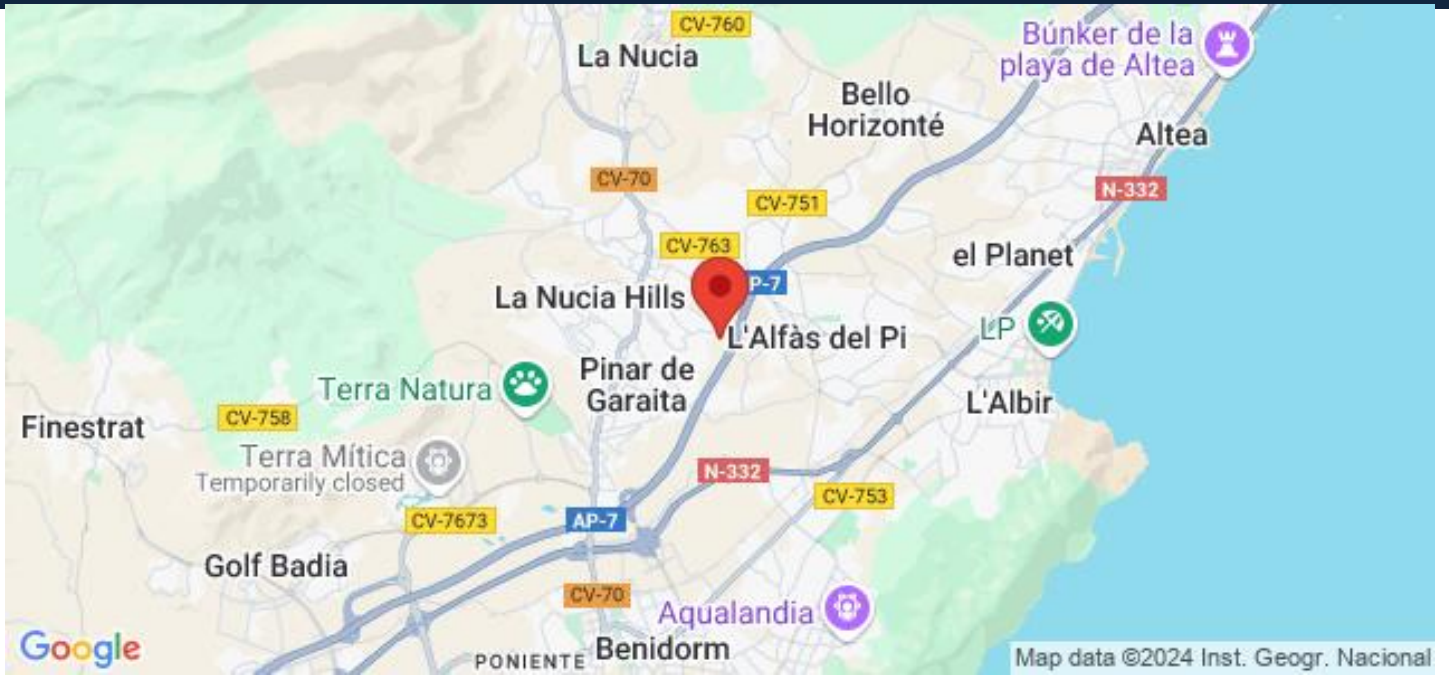 CV-760
La Nucia
Búnker de la
playa de Altea
Bello
Horizonté
Altea
CV-70
N-332
CV-751
CV-763
el Planet
P-7
La Nucia Hills
LP
L'Alfàs del Pi
Pinar de
Garaita
Terra Natura
L'Albir
CV-758
Finestrat
Terra Mítica
Temporarily closed
N-332
CV-753
CV-7673
AP-7
Golf Badia
CV-70
Aqualandia
Benidorm
PONIENTE
Google
Map data ©2024 Inst. Geogr. Nacional